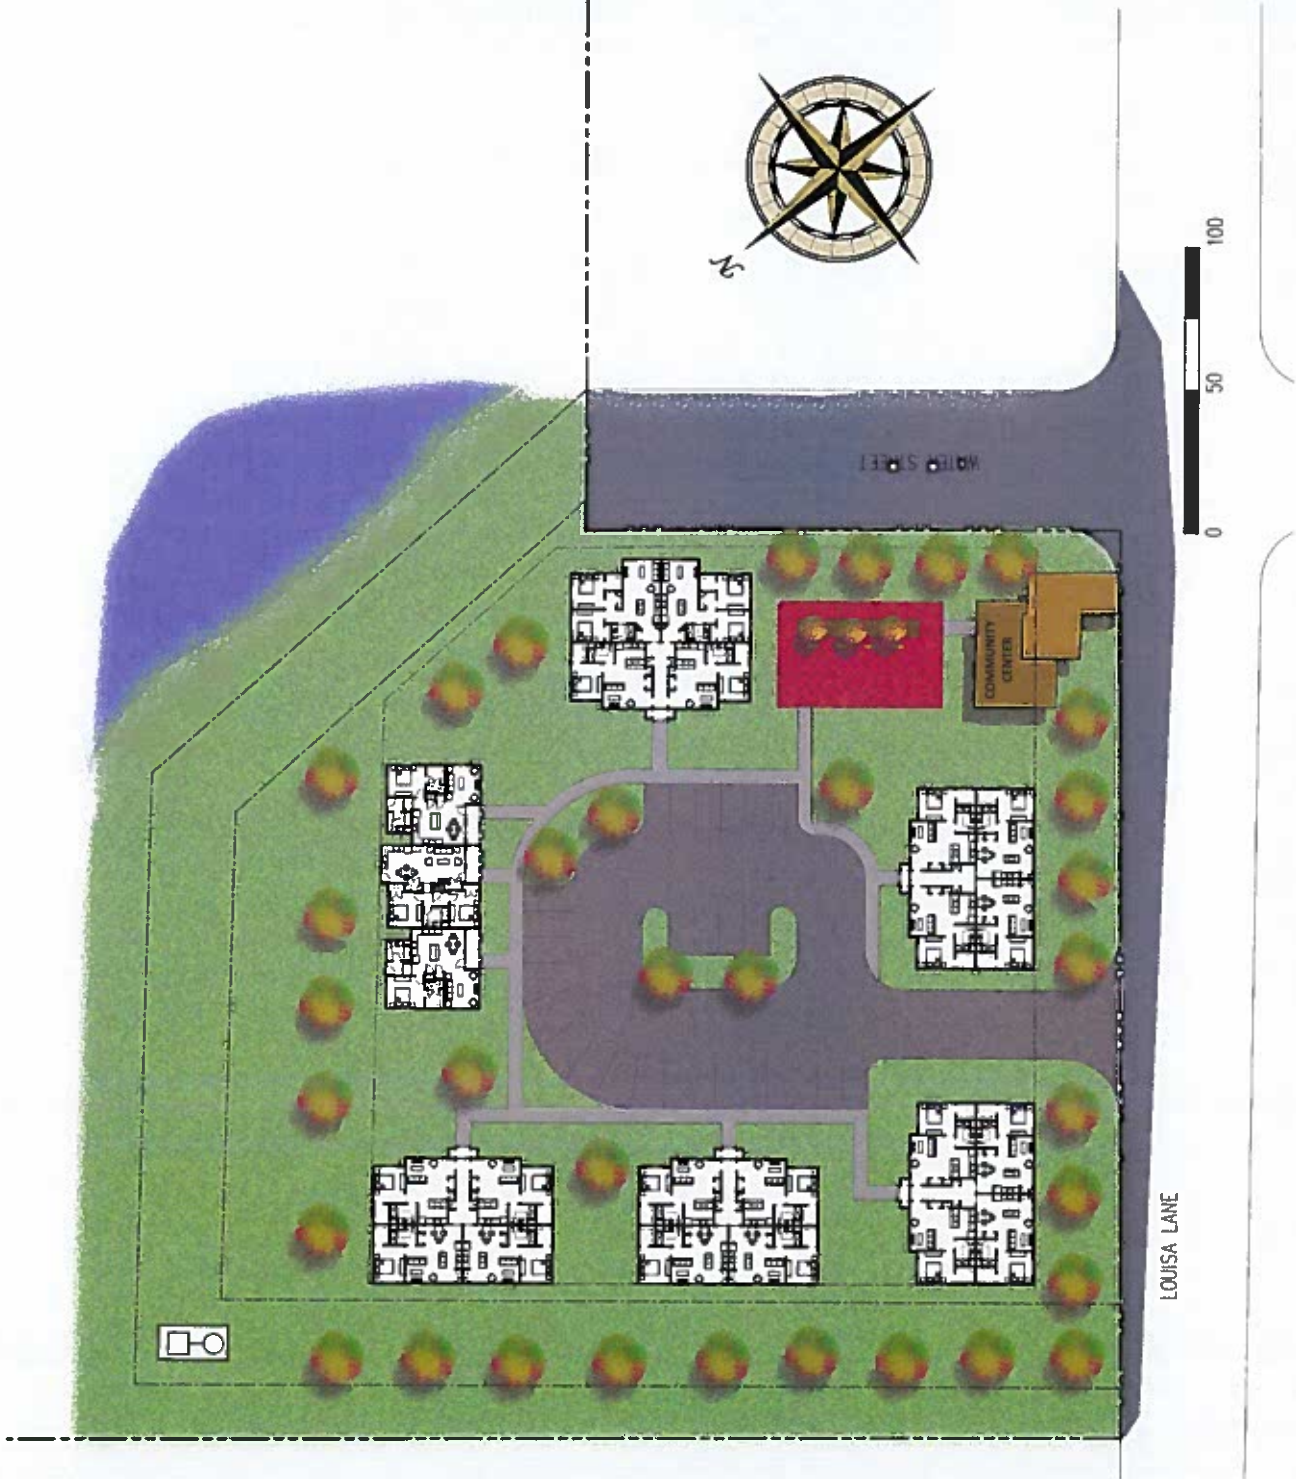 N
100
50
0
WATER STREET
COMMUNITY
CENTER
LOUISA LANE